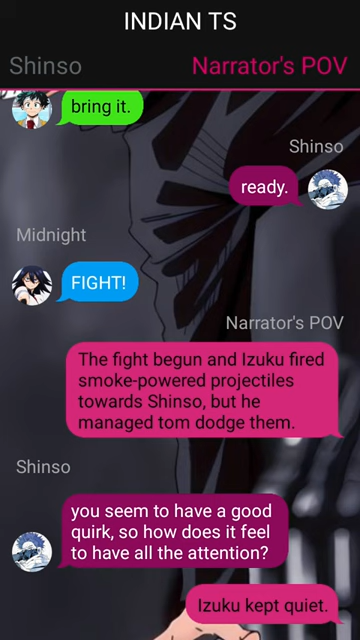 INDIAN TS
Shinso
Narrator's POV
bring it.
Shinso
ready.
Midnight
FIGHT!
Narrator's POV
The fight begun and Izuku fired
smoke-powered projectiles
towards Shinso, but he
managed tom dodge them.
Shinso
you seem to have a good
quirk, so how does it feel
to have all the attention?
Izuku kept quiet.